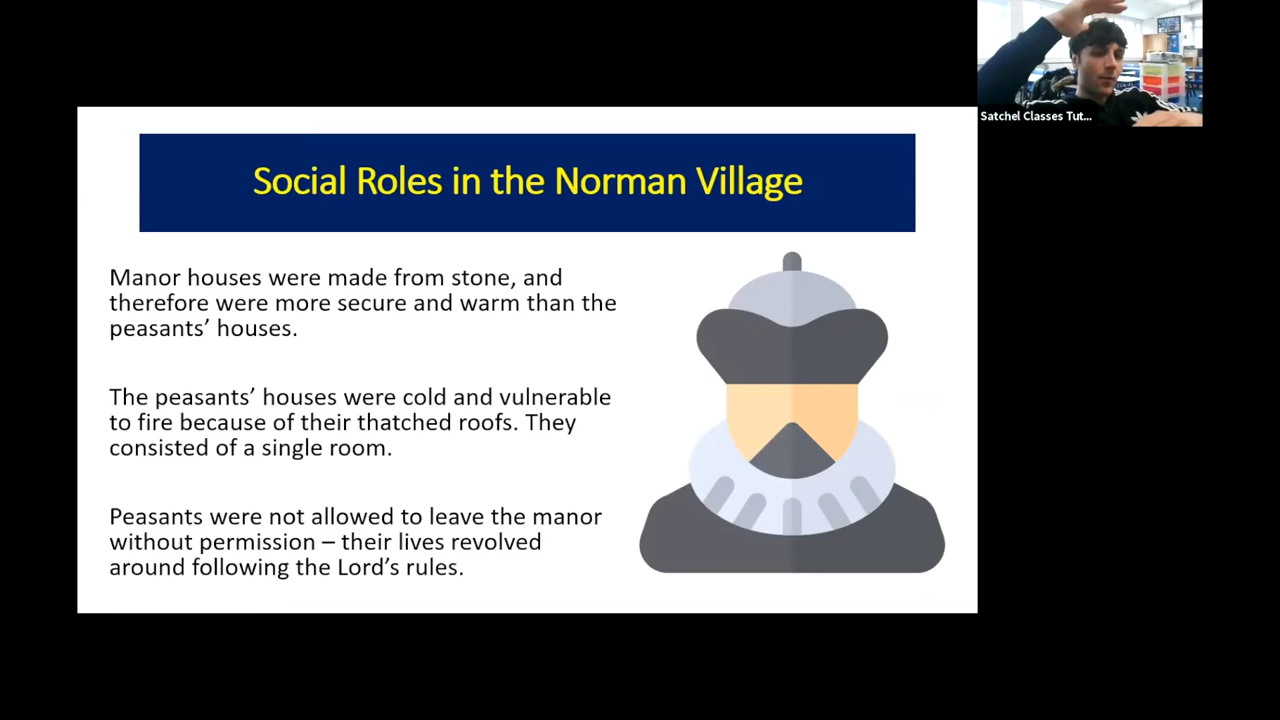 Satchel Classes Tut...
Social Roles in the Norman Village
Manor houses were made from stone, and
therefore were more secure and warm than the
peasants’ houses.
The peasants’ houses were cold and vulnerable
to fire because of their thatched roofs. They
consisted of a single room.
Peasants were not allowed to leave the manor
without permission – their lives revolved
around following the Lord’s rules.